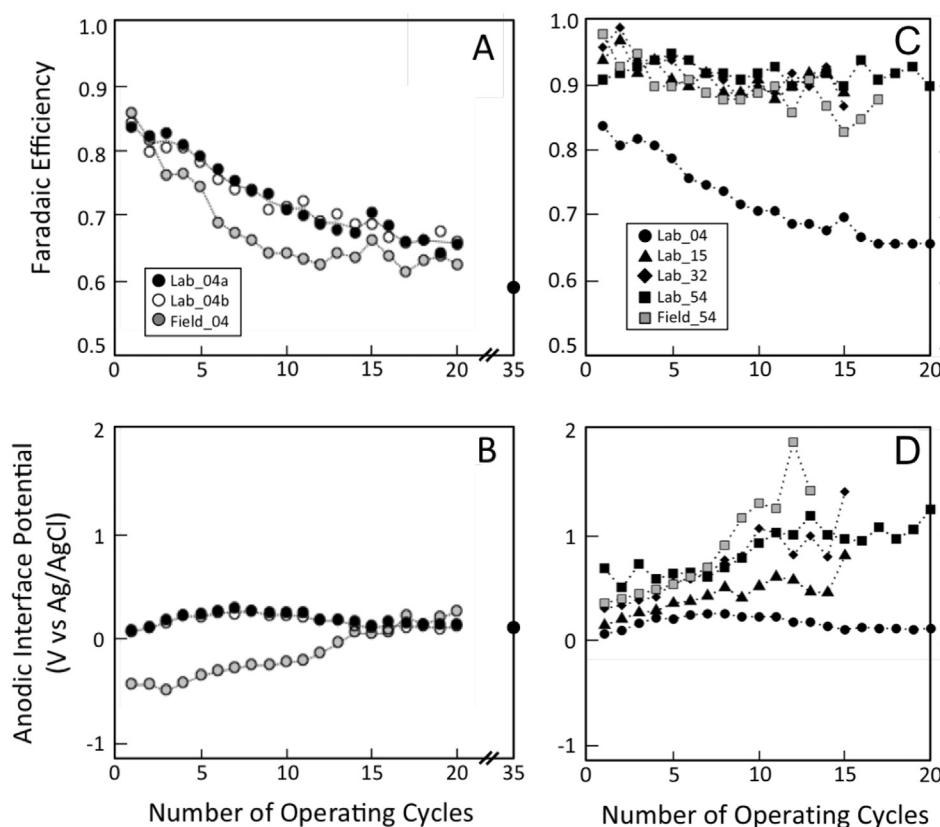 A
Faradaic Efficiency
1.0
0.9
0.8
0.7
0.6
0.5
Lab_04a
Lab_04b
Field_04
0
5
10
15
20
35
C
1.0
0.9
0.8
0.7
0.6
0.5
Lab_04
Lab_15
Lab_32
Lab_54
Field_54
0
5
10
15
20
B
Anodic Interface Potential
(V vs Ag/AgCl)
2
1
0
-1
0
5
10
15
20
35
Number of Operating Cycles
D
2
1
0
-1
0
5
10
15
20
Number of Operating Cycles